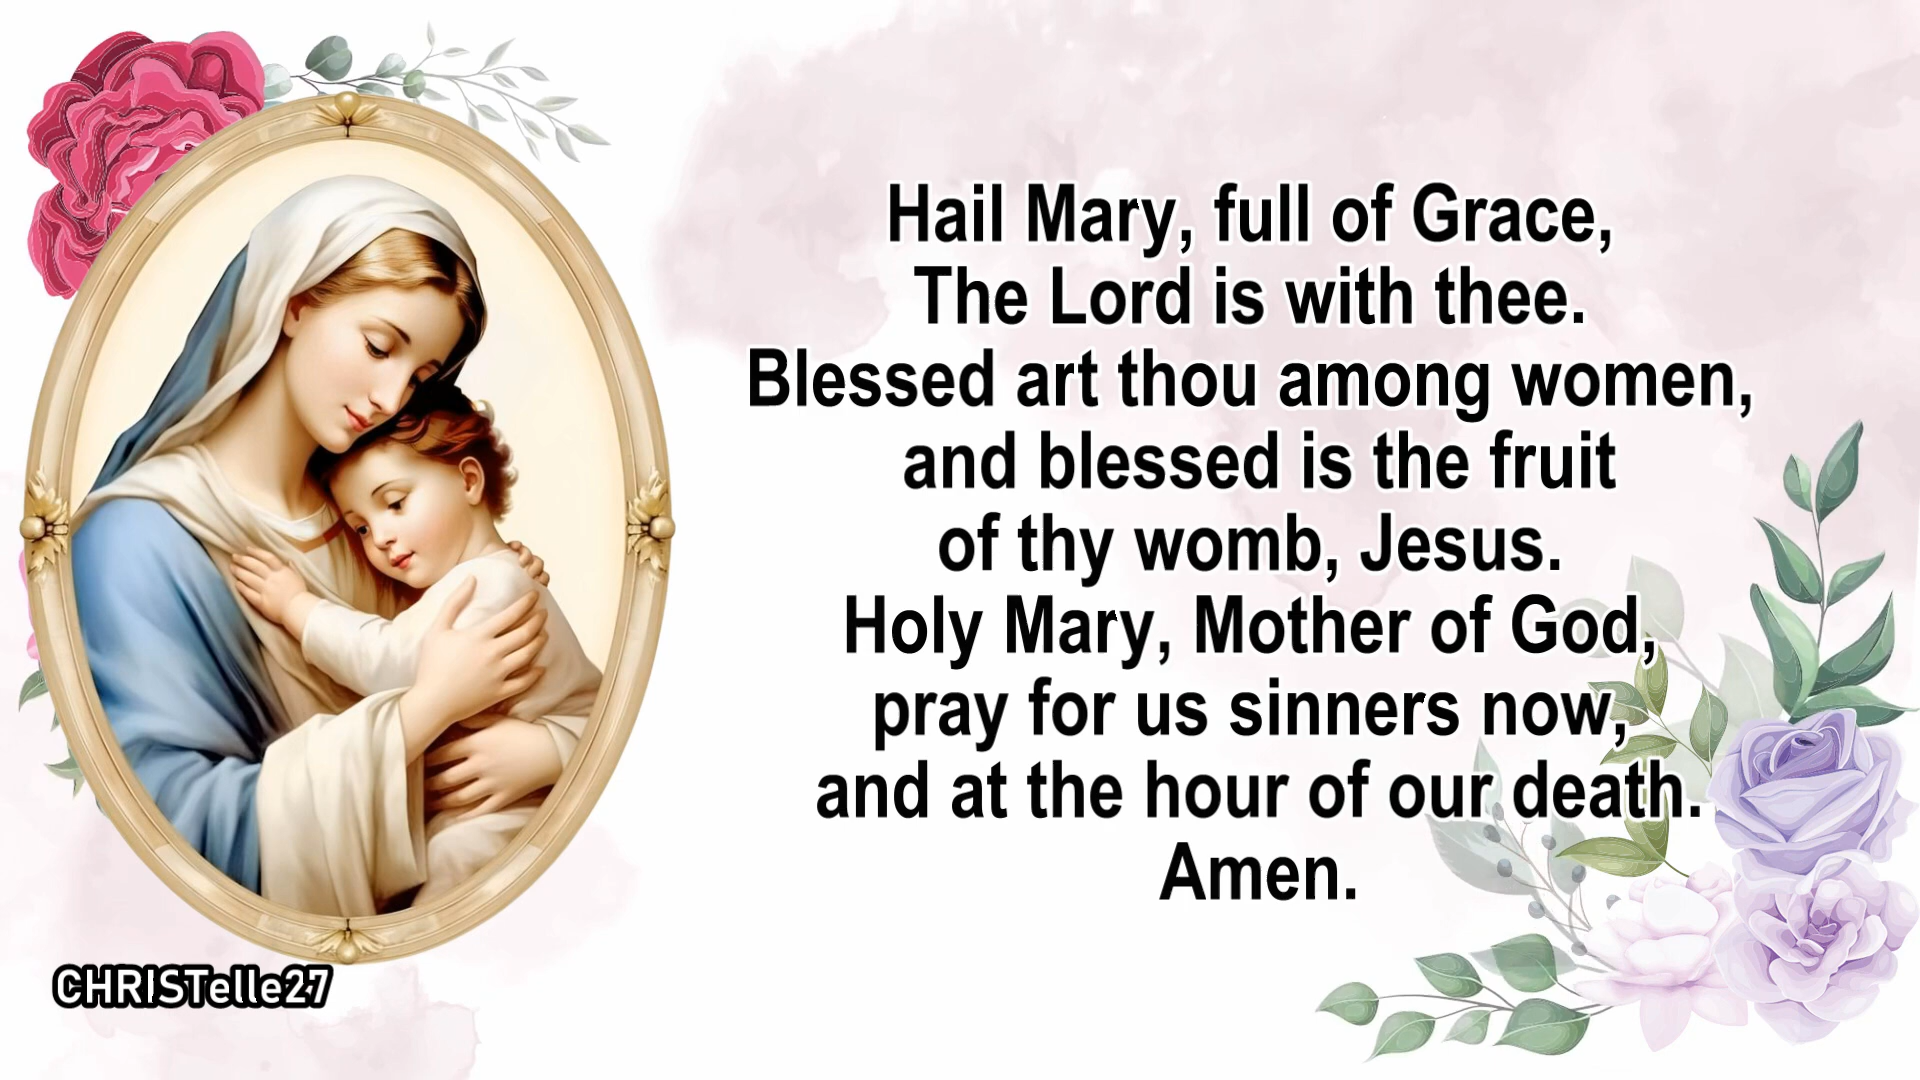 Hail Mary, full of Grace,
The Lord is with thee.
Blessed art thou among women,
and blessed is the fruit
of thy womb, Jesus.
Holy Mary, Mother of God,
pray for us sinners now,
and at the hour of our death.
Amen.
CHRISTelle27